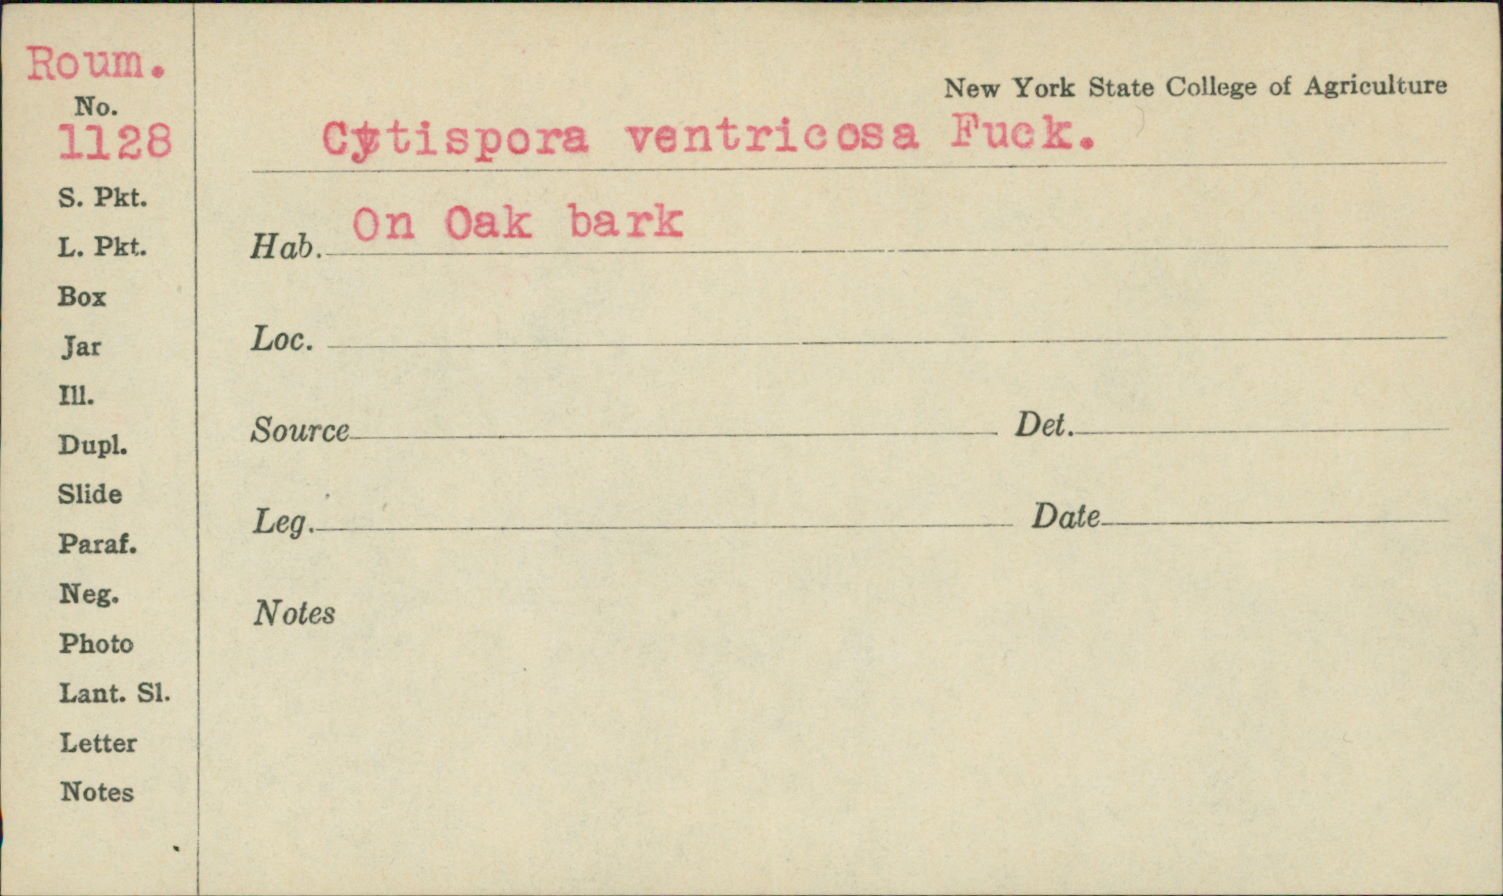 Roum.
No.
1128
S. Pkt.
L. Pkt.
Box
Jar
Ill.
Dupl.
Slide
Paraf.
Neg.
Photo
Lant. Sl.
Letter
Notes
New York State College of Agriculture
Cytispora ventricosa Fuck.
Hab. On Oak bark
Loc.
Source Det.
Leg. Date
Notes